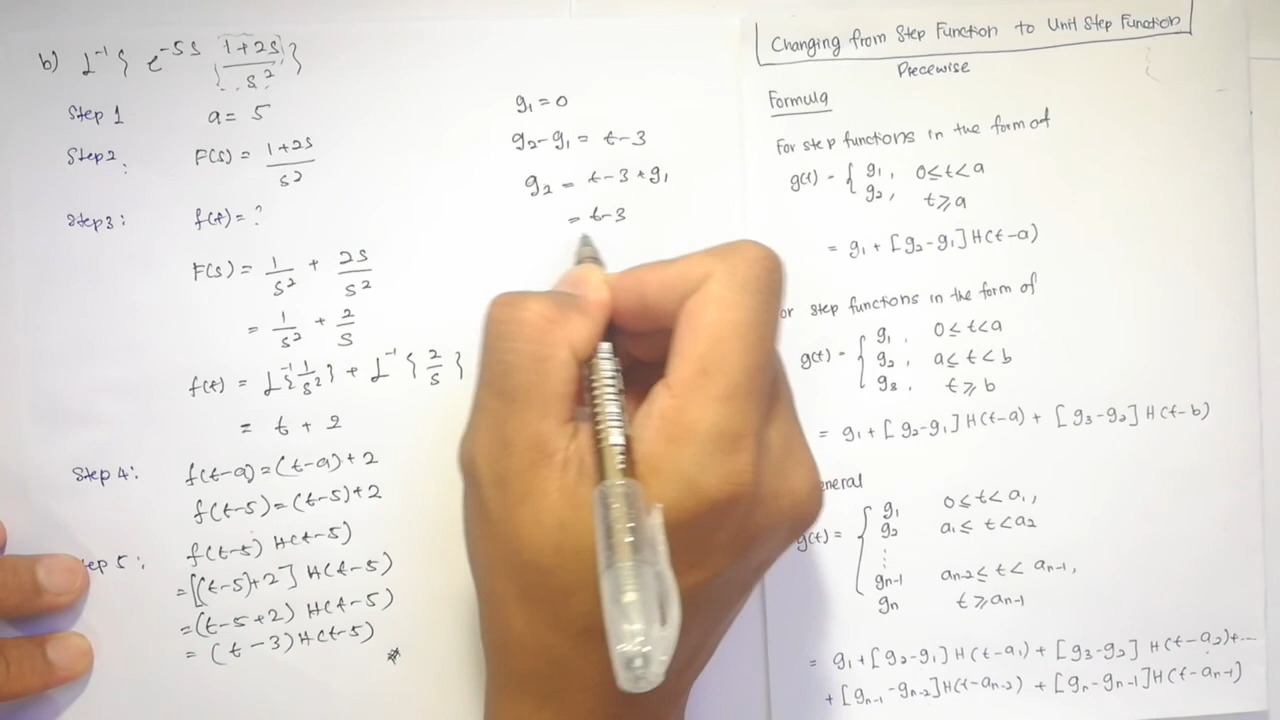 b) L⁻¹ { e^-5s {1+2s / s²} }
Step 1 a = 5
Step 2: F(s) = 1+2s / s²
Step 3: f(t) = ?
F(s) = 1/s² + 2s/s²
= 1/s² + 2/s
f(t) = L⁻¹{1/s²} + L⁻¹{2/s}
= t + 2
Step 4: f(t-a) = (t-a)+2
f(t-5) = (t-5)+2
ep 5: f(t-5) H(t-5)
= [(t-5)+2] H(t-5)
= (t-5+2) H(t-5)
= (t-3) H(t-5)
g₁ = 0
g₂-g₁ = t-3
g₂ = t-3+g₁
= t-3
Changing from Step Function to Unit Step Function
Piecewise
Formula
For step functions in the form of
g(t) = { g₁, 0≤t<a
g₂, t≥a
= g₁ + [g₂-g₁] H(t-a)
or step functions in the form of
g(t) = { g₁, 0≤t<a
g₂, a≤t<b
g₃, t≥b
= g₁ + [g₂-g₁] H(t-a) + [g₃-g₂] H(t-b)
eneral
g(t) = { g₁ 0≤t<a₁,
g₂ a₁≤t<a₂
⋮
gn-1 an-2≤t<an-1,
gn t≥an-1
= g₁+[g₂-g₁] H(t-a₁) + [g₃-g₂] H(t-a₂)+...
+ [gn-1-gn-2] H(t-an-2) + [gn-gn-1] H(t-an-1)